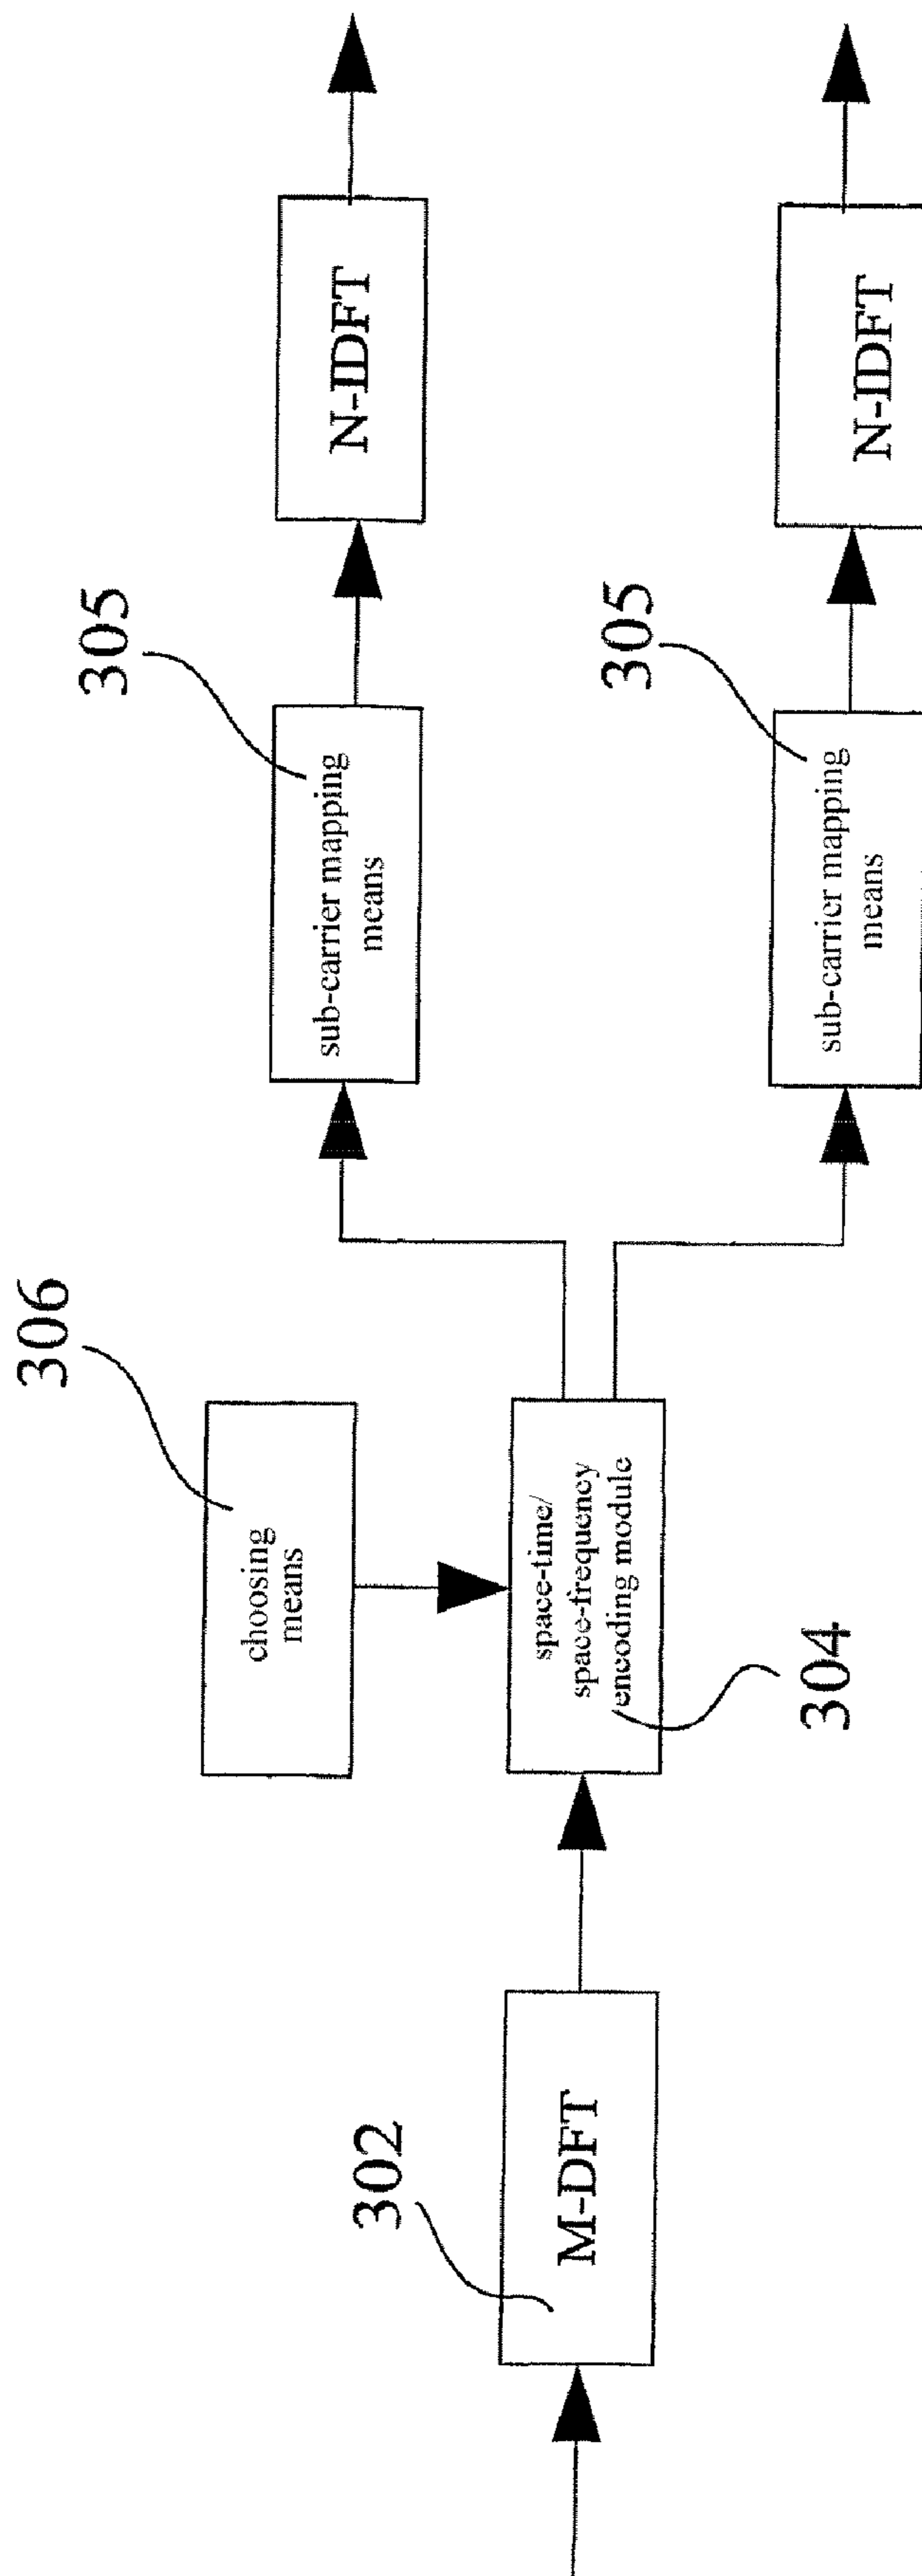 302
M-DFT
306
choosing
means
space-time/
space-frequency
encoding module
304
305
sub-carrier mapping
means
N-IDFT
305
sub-carrier mapping
means
N-IDFT